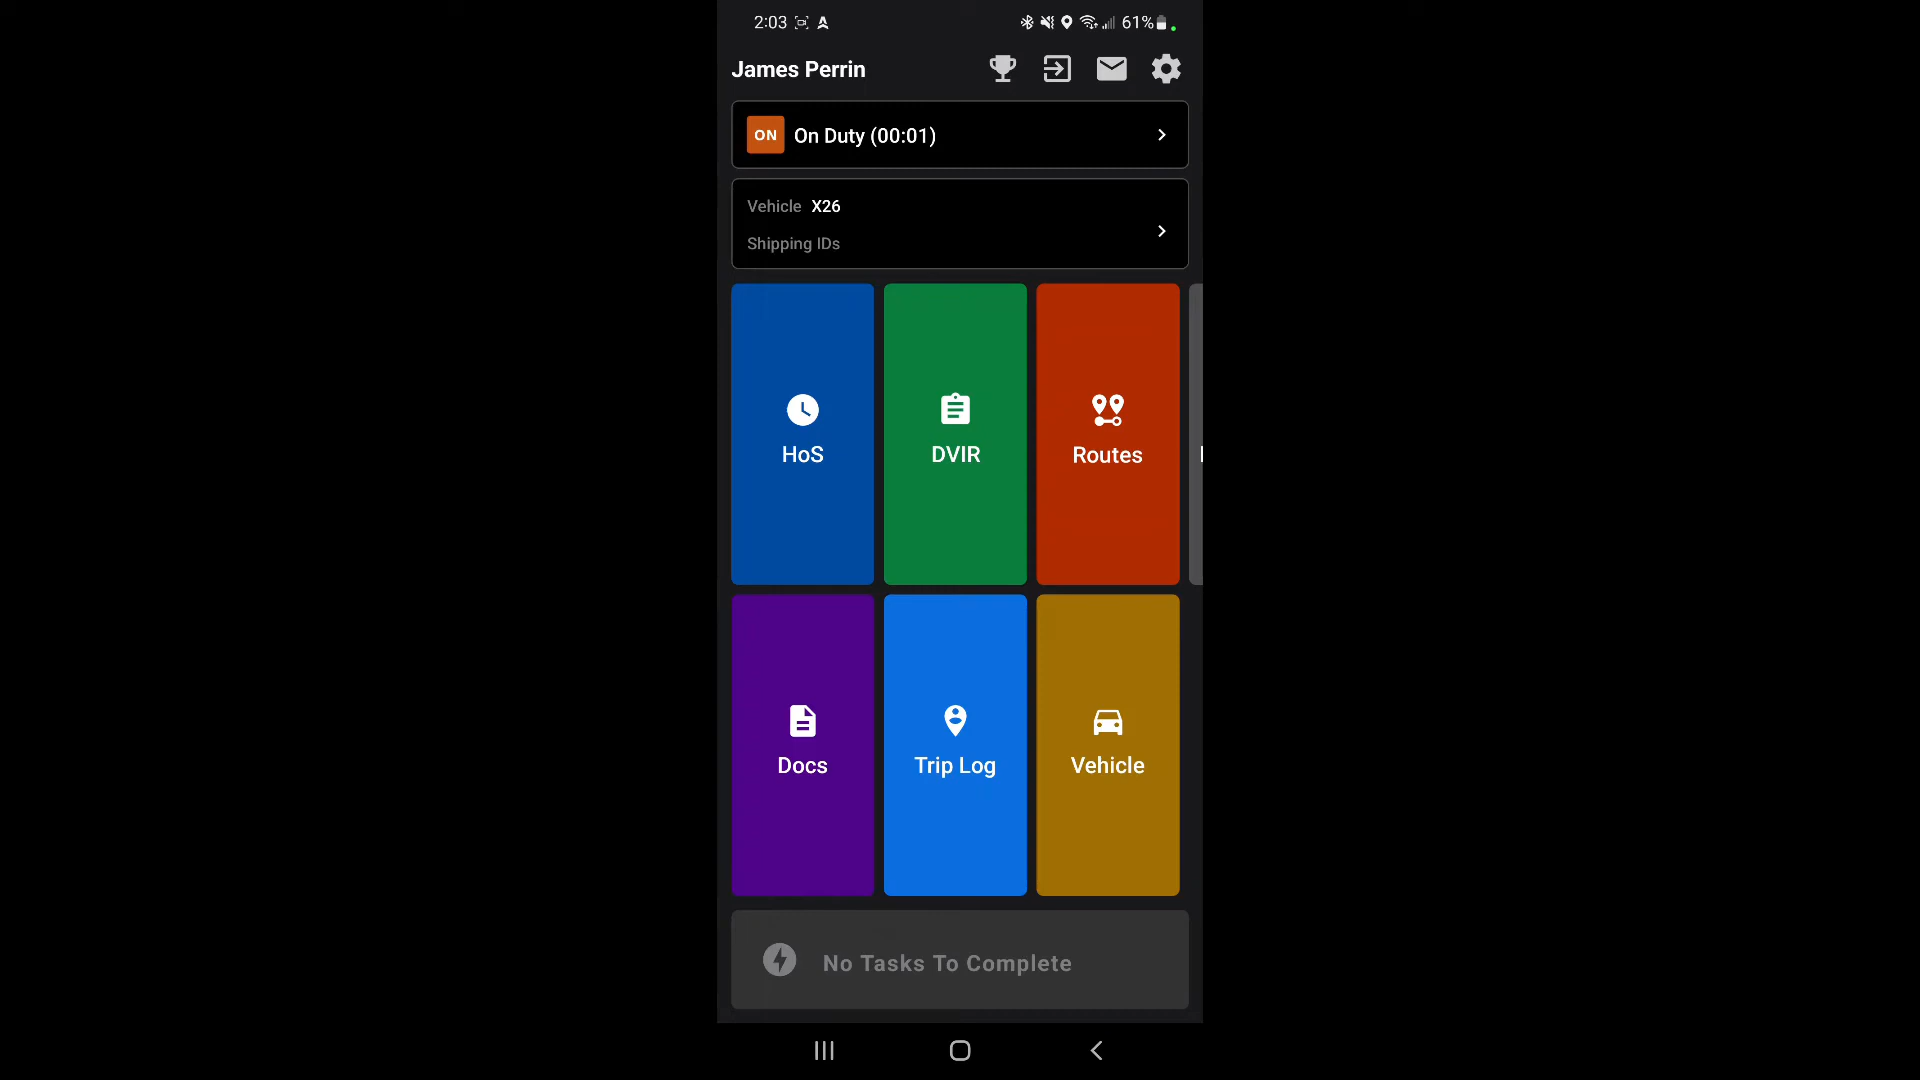 2:03 61%
James Perrin
ON On Duty (00:01)
Vehicle X26
Shipping IDs
HoS DVIR Routes
Docs Trip Log Vehicle
No Tasks To Complete